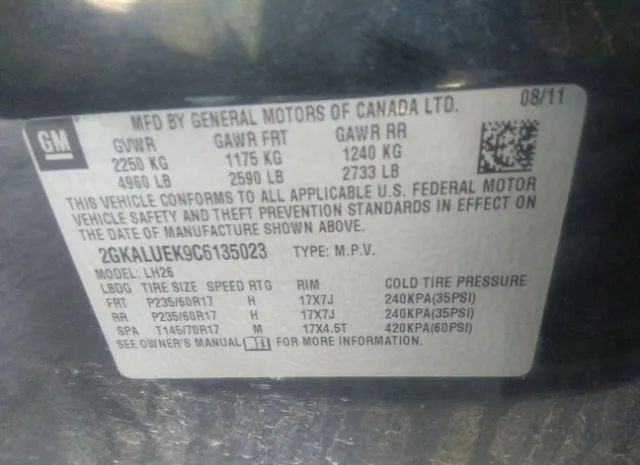 MFD BY GENERAL MOTORS OF CANADA LTD. 08/11
GM
GVWR GAWR FRT GAWR RR
2250 KG 1175 KG 1240 KG
4960 LB 2590 LB 2733 LB
THIS VEHICLE CONFORMS TO ALL APPLICABLE U.S. FEDERAL MOTOR
VEHICLE SAFETY AND THEFT PREVENTION STANDARDS IN EFFECT ON
THE DATE OF MANUFACTURE SHOWN ABOVE.
2GKALUEK9C6135023 TYPE: M.P.V.
MODEL: LH26
LBDG TIRE SIZE SPEED RTG RIM COLD TIRE PRESSURE
FRT P235/60R17 H 17X7J 240KPA(35PSI)
RR P235/60R17 H 17X7J 240KPA(35PSI)
SPA T145/70R17 M 17X4.5T 420KPA(60PSI)
SEE OWNER'S MANUAL FOR MORE INFORMATION.